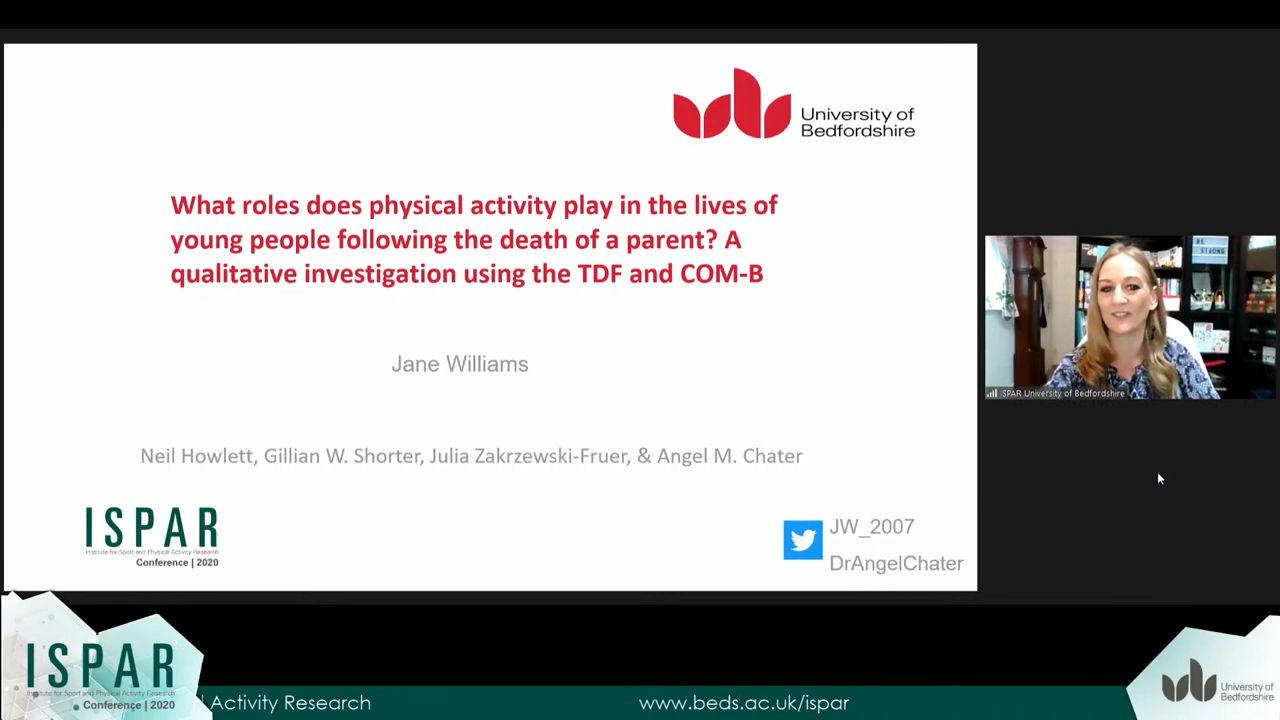 University of
Bedfordshire
What roles does physical activity play in the lives of
young people following the death of a parent? A
qualitative investigation using the TDF and COM-B
Jane Williams
Neil Howlett, Gillian W. Shorter, Julia Zakrzewski-Fruer, & Angel M. Chater
ISPAR
Institute for Sport and Physical Activity Research
Conference | 2020
JW_2007
DrAngelChater
BE
STRONG
ISPAR University of Bedfordshire
ISPAR
Institute for Sport and Physical Activity Research
Conference | 2020
l Activity Research
www.beds.ac.uk/ispar
University of
Bedfordshire